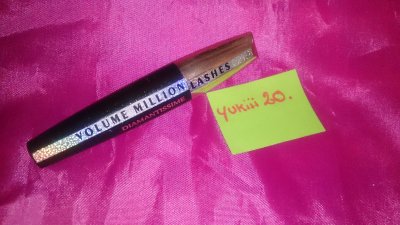 VOLUME MILLION LASHES
DIAMANTISSIME
yukiii 20.